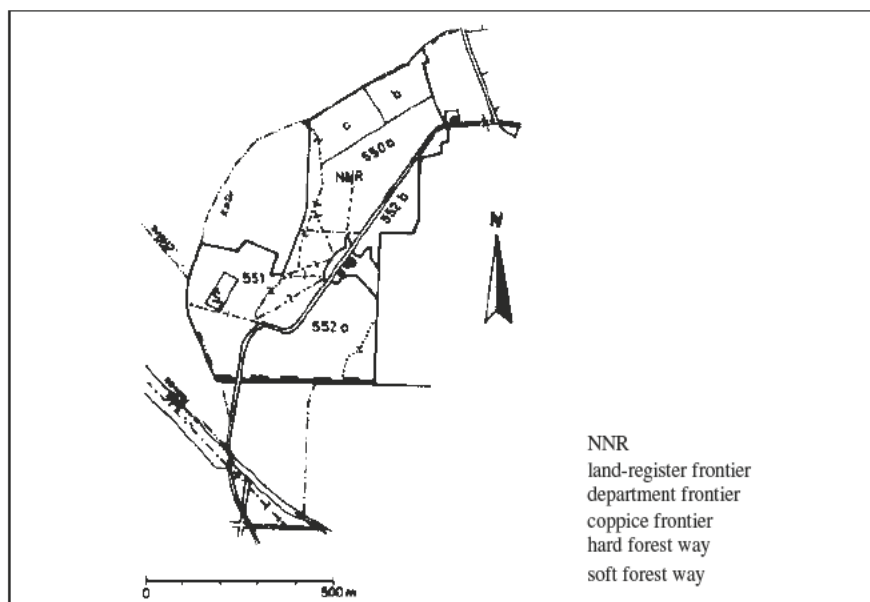 b
c
550 a
NNR
552 b
N
551
552 a
NNR
land-register frontier
department frontier
coppice frontier
hard forest way
soft forest way
0
500 m